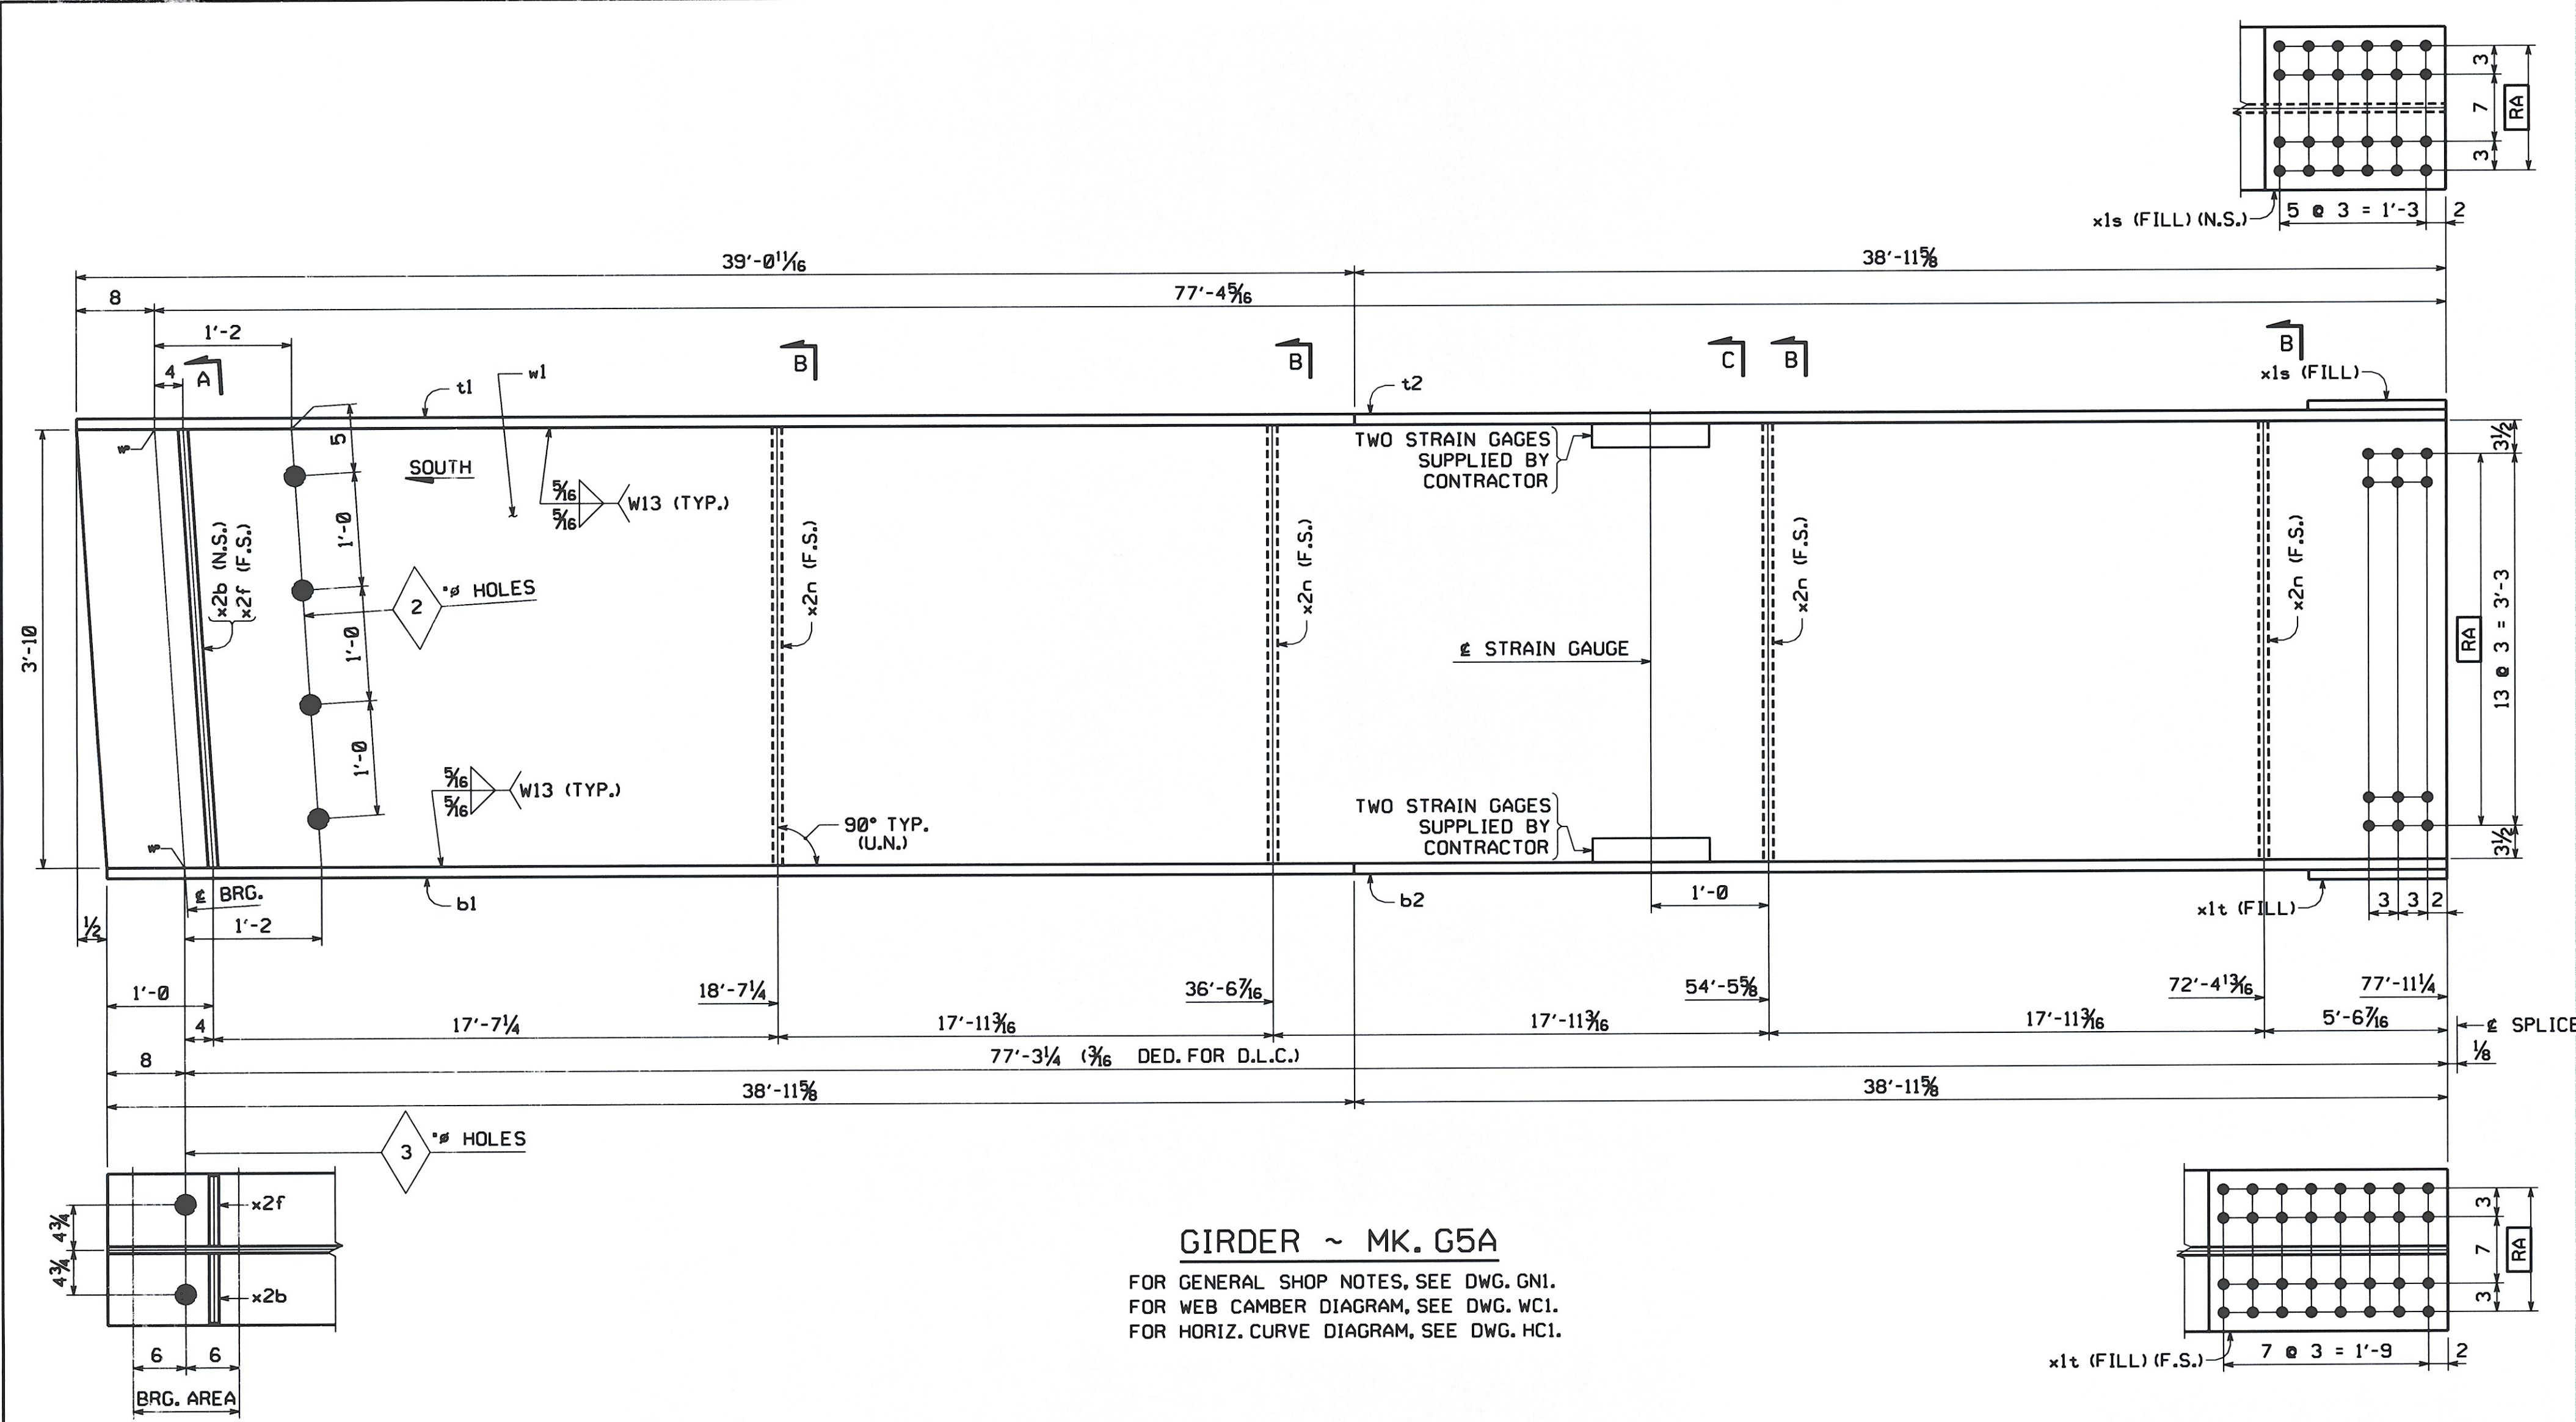 3
7
3
RA
x1s (FILL) (N.S.)
5 @ 3 = 1'-3
2
39'-0 11/16
38'-11 5/8
8
77'-4 5/16
1'-2
4
A
B
B
C
B
B
t1
w1
t2
x1s (FILL)
WP
5
SOUTH
5/16
5/16
W13 (TYP.)
TWO STRAIN GAGES
SUPPLIED BY
CONTRACTOR
3 1/2
x2b (N.S.)
x2f (F.S.)
1'-0
1'-0
1'-0
2
"ø HOLES
x2n (F.S.)
x2n (F.S.)
x2n (F.S.)
x2n (F.S.)
3'-10
℄ STRAIN GAUGE
RA
13 @ 3 = 3'-3
5/16
5/16
W13 (TYP.)
90° TYP.
(U.N.)
TWO STRAIN GAGES
SUPPLIED BY
CONTRACTOR
3 1/2
WP
℄ BRG.
b1
b2
1'-0
x1t (FILL)
3
3
2
1/2
1'-2
1'-0
18'-7 1/4
36'-6 7/16
54'-5 5/8
72'-4 13/16
77'-11 1/4
4
17'-7 1/4
17'-11 3/16
17'-11 3/16
17'-11 3/16
5'-6 7/16
℄ SPLICE
8
77'-3 1/4 (3/16 DED. FOR D.L.C.)
1/8
38'-11 5/8
38'-11 5/8
3
"ø HOLES
4 3/4
4 3/4
x2f
x2b
6
6
BRG. AREA
GIRDER ~ MK. G5A
FOR GENERAL SHOP NOTES, SEE DWG. GN1.
FOR WEB CAMBER DIAGRAM, SEE DWG. WC1.
FOR HORIZ. CURVE DIAGRAM, SEE DWG. HC1.
3
7
3
RA
x1t (FILL) (F.S.)
7 @ 3 = 1'-9
2